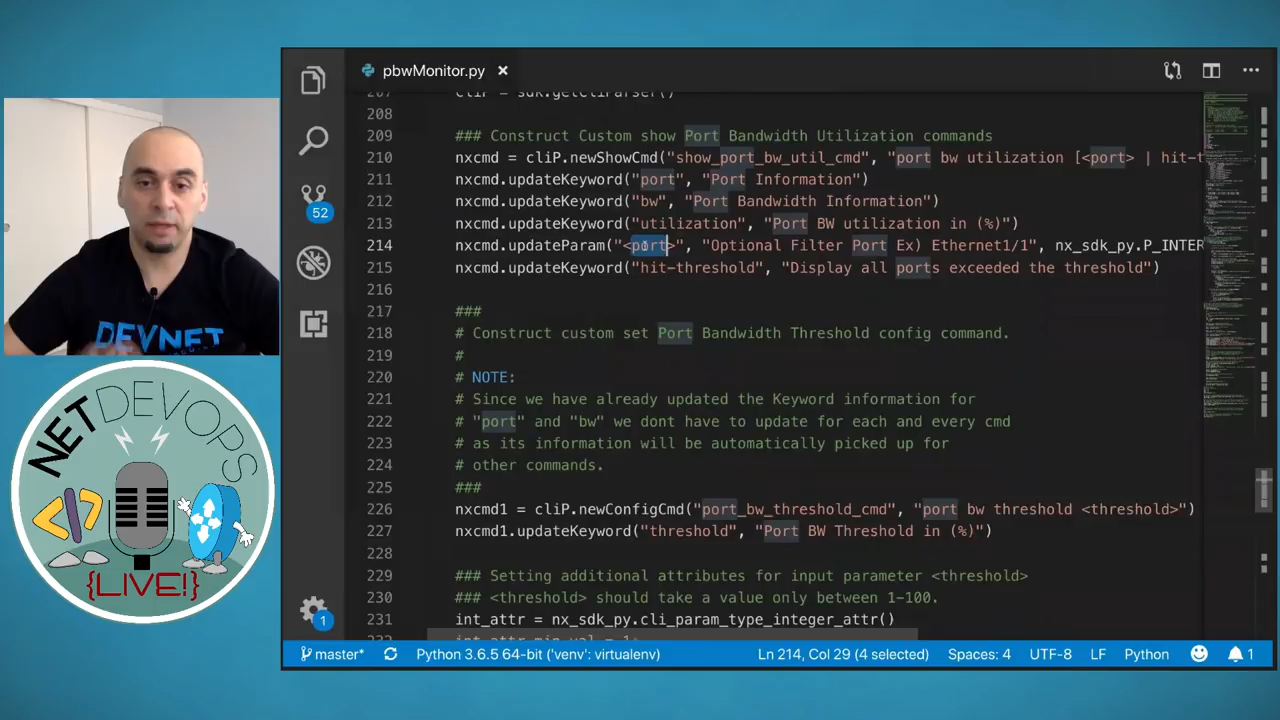 pbwMonitor.py
207 cliP = sdk.getCliParser()
208
209 ### Construct Custom show Port Bandwidth Utilization commands
210 nxcmd = cliP.newShowCmd("show_port_bw_util_cmd", "port bw utilization [<port> | hit-t
211 nxcmd.updateKeyword("port", "Port Information")
212 nxcmd.updateKeyword("bw", "Port Bandwidth Information")
213 nxcmd.updateKeyword("utilization", "Port BW utilization in (%)")
214 nxcmd.updateParam("<port>", "Optional Filter Port Ex) Ethernet1/1", nx_sdk_py.P_INTER
215 nxcmd.updateKeyword("hit-threshold", "Display all ports exceeded the threshold")
216
217 ###
218 # Construct custom set Port Bandwidth Threshold config command.
219 #
220 # NOTE:
221 # Since we have already updated the Keyword information for
222 # "port" and "bw" we dont have to update for each and every cmd
223 # as its information will be automatically picked up for
224 # other commands.
225 ###
226 nxcmd1 = cliP.newConfigCmd("port_bw_threshold_cmd", "port bw threshold <threshold>")
227 nxcmd1.updateKeyword("threshold", "Port BW Threshold in (%)")
228
229 ### Setting additional attributes for input parameter <threshold>
230 ### <threshold> should take a value only between 1-100.
231 int_attr = nx_sdk_py.cli_param_type_integer_attr()
232 int_attr.min_val = 1;
52
1
master*
Python 3.6.5 64-bit ('venv': virtualenv)
Ln 214, Col 29 (4 selected)
Spaces: 4
UTF-8
LF
Python
1
DEVNET
NETDEVOPS
{LIVE!}